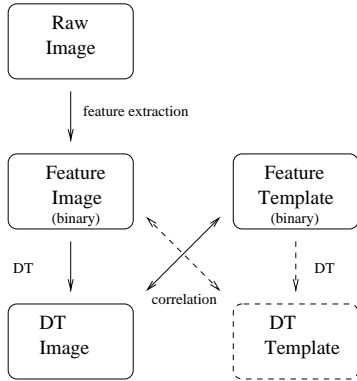 Raw
Image
feature extraction
Feature
Image
(binary)
Feature
Template
(binary)
DT
DT
correlation
DT
Image
DT
Template